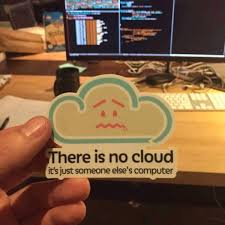 There is no cloud
it's just someone else's computer